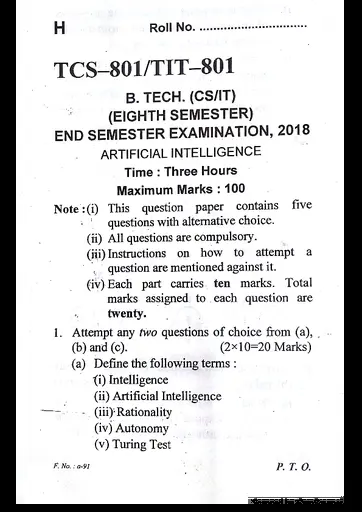 H Roll No. ................................
TCS–801/TIT–801
B. TECH. (CS/IT)
(EIGHTH SEMESTER)
END SEMESTER EXAMINATION, 2018
ARTIFICIAL INTELLIGENCE
Time : Three Hours
Maximum Marks : 100
Note :(i) This question paper contains five
questions with alternative choice.
(ii) All questions are compulsory.
(iii) Instructions on how to attempt a
question are mentioned against it.
(iv) Each part carries ten marks. Total
marks assigned to each question are
twenty.
1. Attempt any two questions of choice from (a),
(b) and (c). (2×10=20 Marks)
(a) Define the following terms :
(i) Intelligence
(ii) Artificial Intelligence
(iii) Rationality
(iv) Autonomy
(v) Turing Test
F. No. : a-91 P. T. O.